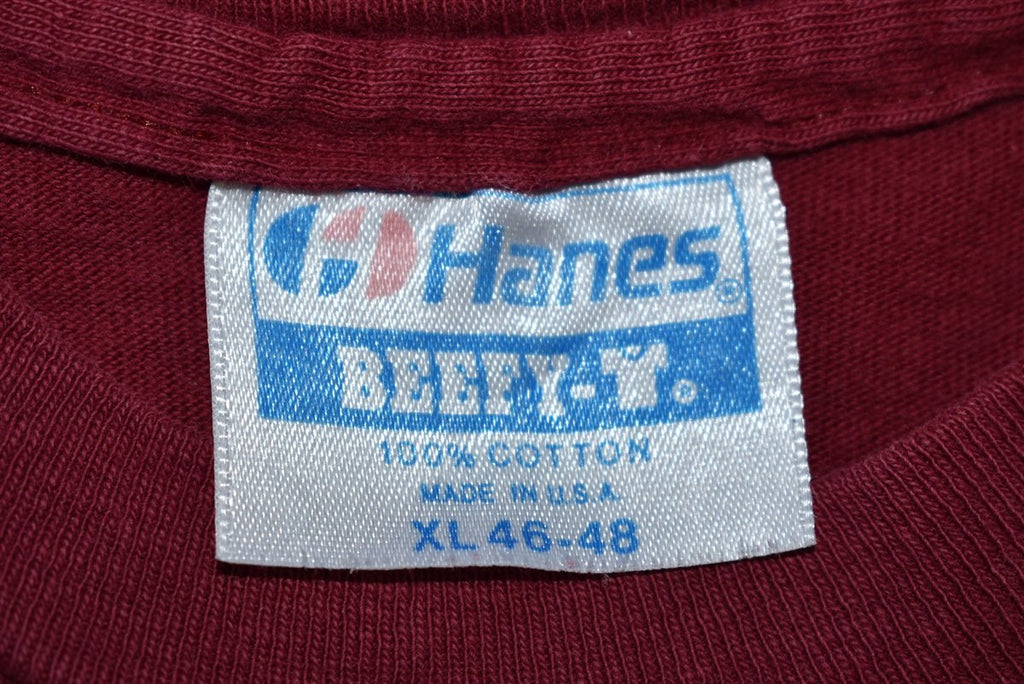 H Hanes®
BEEFY-T®
100% COTTON
MADE IN U.S.A.
XL 46-48